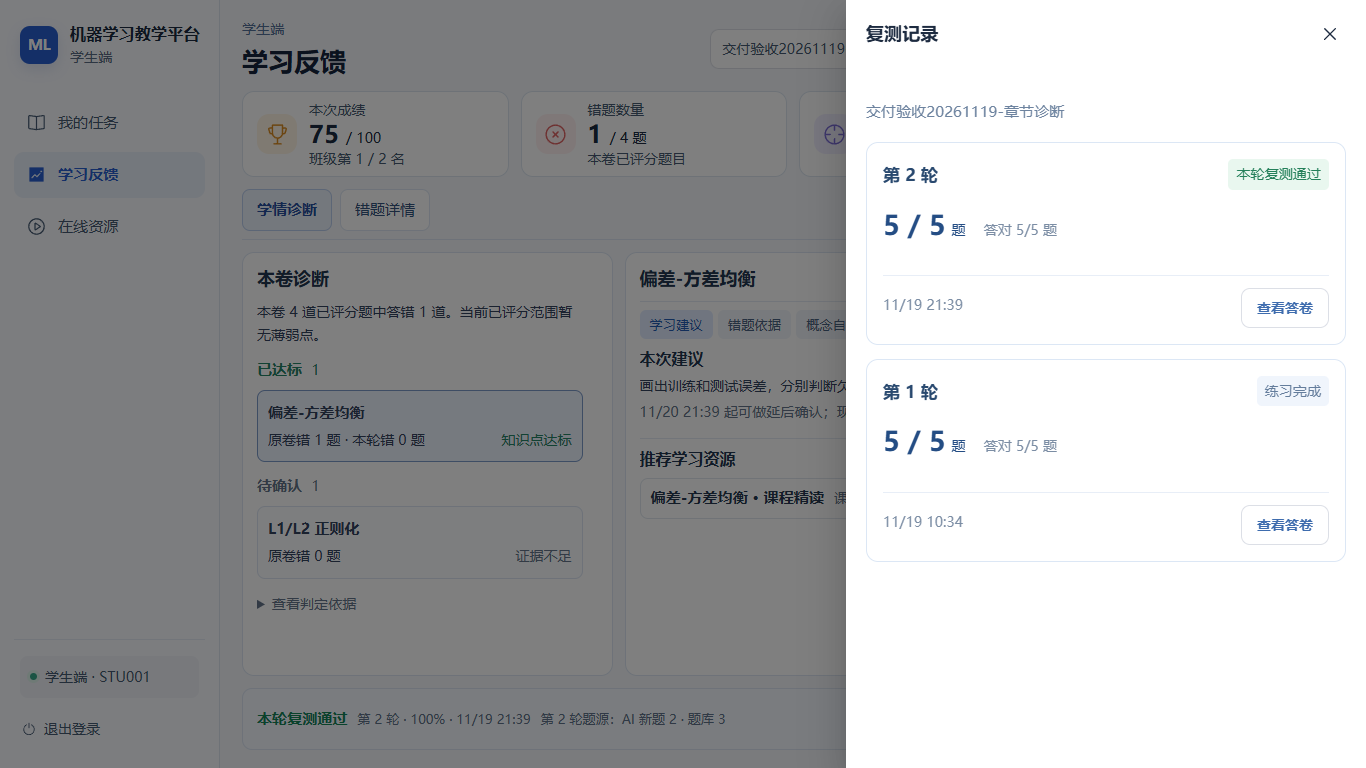 ML
机器学习教学平台
学生端
我的任务
学习反馈
在线资源
学生端 · STU001
退出登录
学生端
学习反馈
交付验收20261119
本次成绩
75 / 100
班级第 1 / 2 名
错题数量
1 / 4 题
本卷已评分题目
学情诊断
错题详情
本卷诊断
本卷 4 道已评分题中答错 1 道。当前已评分范围暂
无薄弱点。
已达标 1
偏差-方差均衡
原卷错 1 题 · 本轮错 0 题
知识点达标
待确认 1
L1/L2 正则化
原卷错 0 题
证据不足
查看判定依据
偏差-方差均衡
学习建议
错题依据
概念自
本次建议
画出训练和测试误差，分别判断欠
11/20 21:39 起可做延后确认；现
推荐学习资源
偏差-方差均衡 • 课程精读 课
本轮复测通过 第 2 轮 · 100% · 11/19 21:39 第 2 轮题源：AI 新题 2 · 题库 3
复测记录
交付验收20261119-章节诊断
第 2 轮
本轮复测通过
5 / 5 题 答对 5/5 题
11/19 21:39
查看答卷
第 1 轮
练习完成
5 / 5 题 答对 5/5 题
11/19 10:34
查看答卷